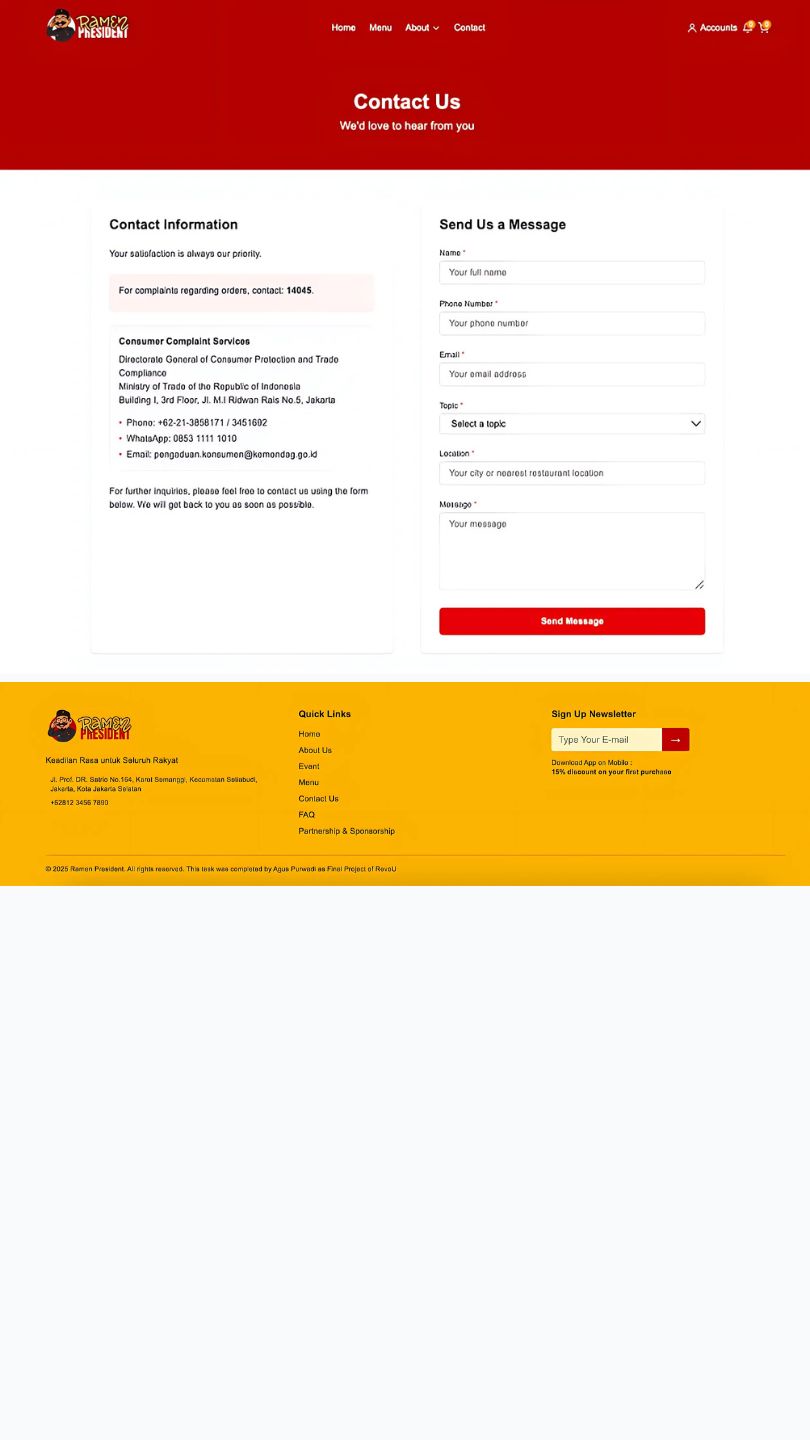 RAMEN
PRESIDENT
Home
Menu
About
Contact
Accounts
0
0
Contact Us
We'd love to hear from you
Contact Information
Your satisfaction is always our priority.
For complaints regarding orders, contact: 14045.
Consumer Complaint Services
Directorate General of Consumer Protection and Trade
Compliance
Ministry of Trade of the Republic of Indonesia
Building I, 3rd Floor, Jl. M.I Ridwan Rais No.5, Jakarta
• Phone: +62-21-3858171 / 3451692
• WhatsApp: 0853 1111 1010
• Email: pengaduan.konsumen@kemendag.go.id
For further inquiries, please feel free to contact us using the form
below. We will get back to you as soon as possible.
Send Us a Message
Name *
Your full name
Phone Number *
Your phone number
Email *
Your email address
Topic *
Select a topic
Location *
Your city or nearest restaurant location
Message *
Your message
Send Message
RAMEN
PRESIDENT
Keadilan Rasa untuk Seluruh Rakyat
Jl. Prof. DR. Satrio No.164, Karet Semanggi, Kecamatan Setiabudi,
Jakarta, Kota Jakarta Selatan
+62812 3456 7890
Quick Links
Home
About Us
Event
Menu
Contact Us
FAQ
Partnership & Sponsorship
Sign Up Newsletter
Type Your E-mail
→
Download App on Mobile :
15% discount on your first purchase
© 2025 Ramen President. All rights reserved. This task was completed by Agus Purwadi as Final Project of RevoU